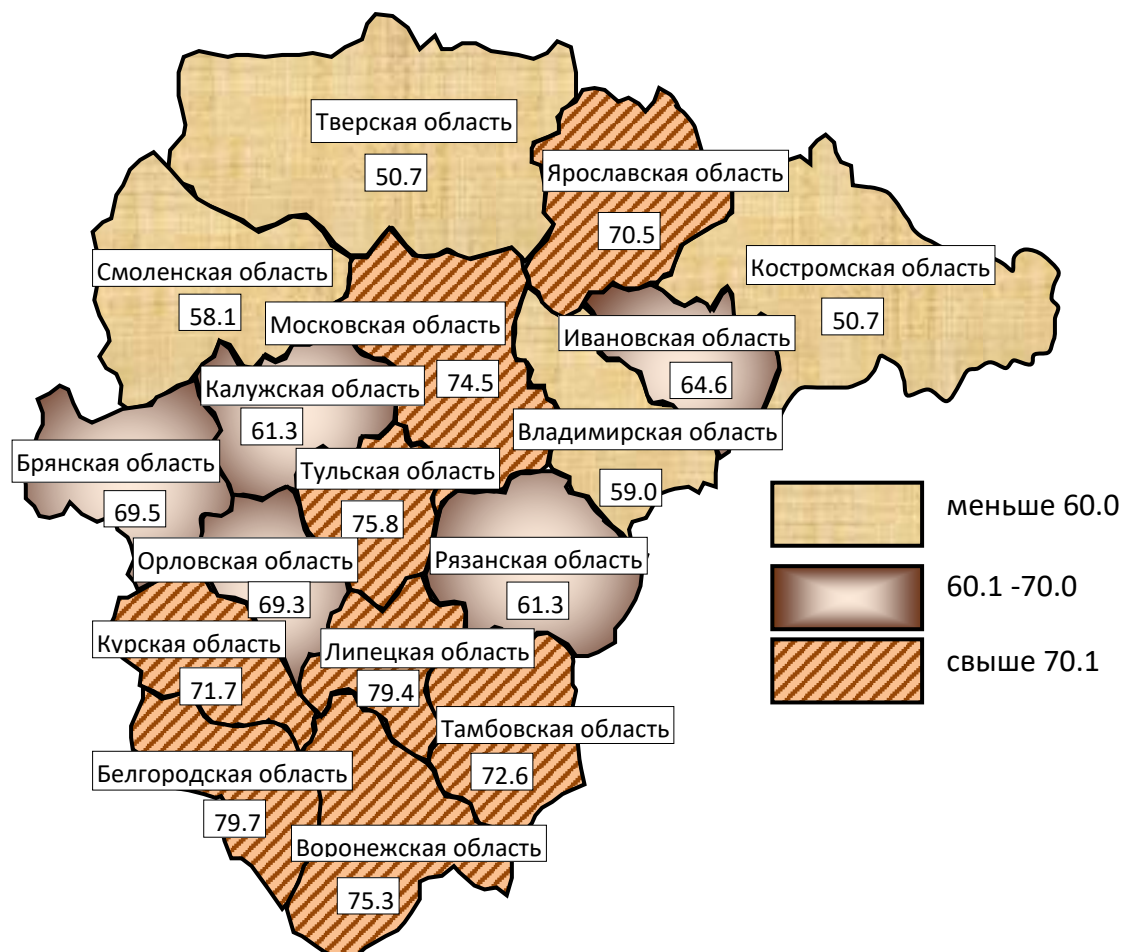 Тверская область
50.7
Ярославская область
70.5
Смоленская область
58.1
Костромская область
50.7
Московская область
74.5
Ивановская область
64.6
Калужская область
61.3
Владимирская область
59.0
Брянская область
69.5
Тульская область
75.8
Орловская область
69.3
Рязанская область
61.3
Курская область
71.7
Липецкая область
79.4
Тамбовская область
72.6
Белгородская область
79.7
Воронежская область
75.3
меньше 60.0
60.1 -70.0
свыше 70.1